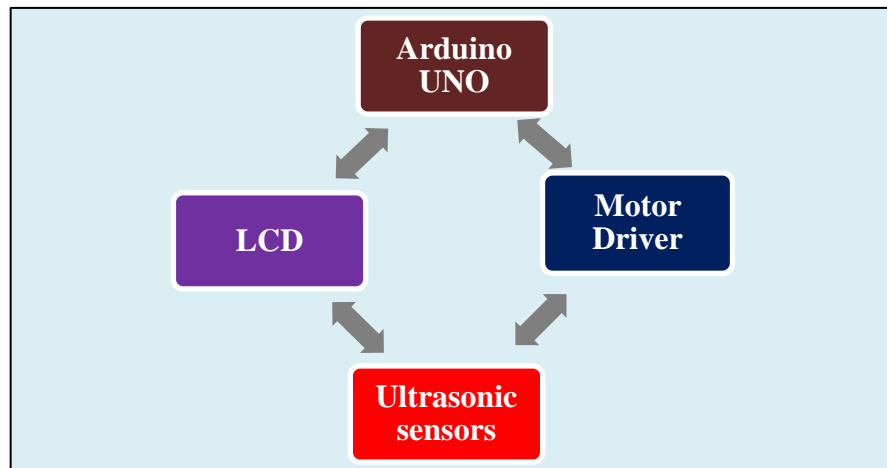 Arduino
UNO
LCD
Motor
Driver
Ultrasonic
sensors